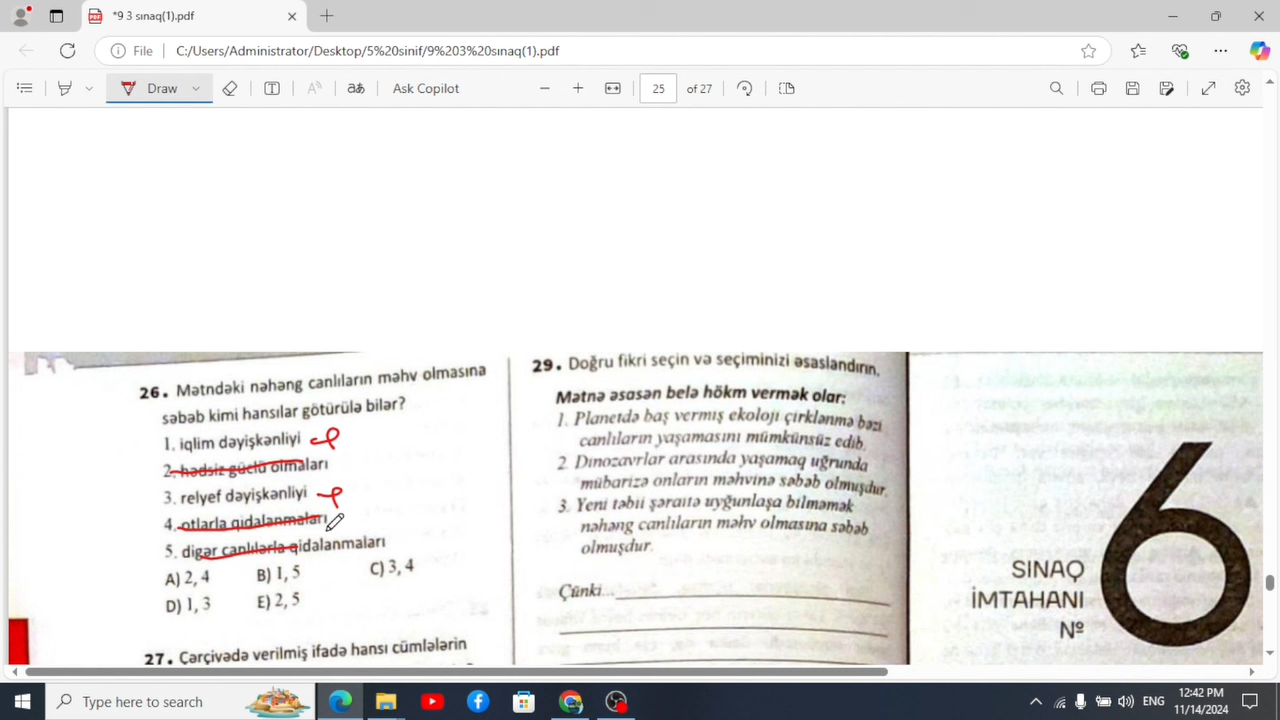 *9 3 sınaq(1).pdf
File C:/Users/Administrator/Desktop/5%20sinif/9%203%20sınaq(1).pdf
Draw
Ask Copilot
25 of 27
26. Mətndəki nəhəng canlıların məhv olmasına
səbəb kimi hansılar götürülə bilər?
1. iqlim dəyişkənliyi
2. hədsiz güclü olmaları
3. relyef dəyişkənliyi
4. otlarla qidalanmaları
5. digər canlılarla qidalanmaları
A) 2, 4 B) 1, 5 C) 3, 4
D) 1, 3 E) 2, 5
27. Çərçivədə verilmiş ifadə hansı cümlələrin
29. Doğru fikri seçin və seçiminizi əsaslandırın.
Mətnə əsasən belə hökm vermək olar:
1. Planetdə baş vermiş ekoloji çirklənmə bəzi
canlıların yaşamasını mümkünsüz edib.
2. Dinozavrlar arasında yaşamaq uğrunda
mübarizə onların məhvinə səbəb olmuşdur.
3. Yeni təbii şəraitə uyğunlaşa bilməmək
nəhəng canlıların məhv olmasına səbəb
olmuşdur.
Çünki...
SINAQ
İMTAHANI
№
6
Type here to search
ENG
12:42 PM
11/14/2024